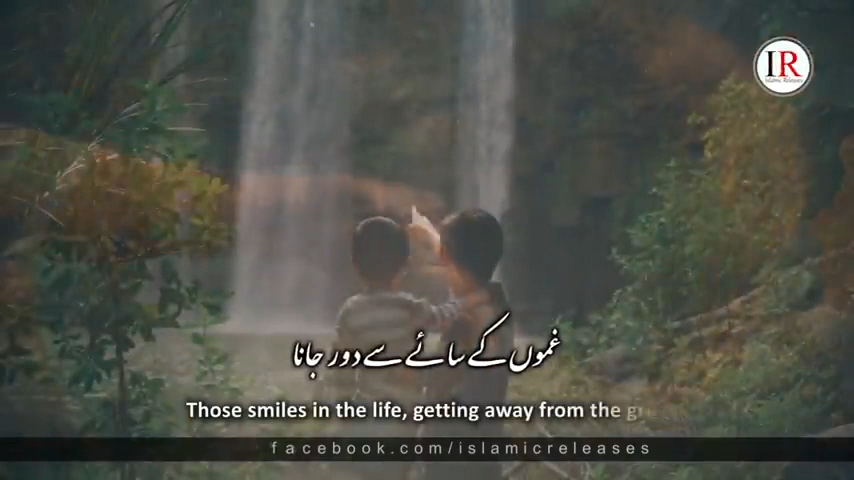 IR
Islamic Releases
غموں کے سائے سے دور جانا
Those smiles in the life, getting away from the
facebook.com/islamicreleases